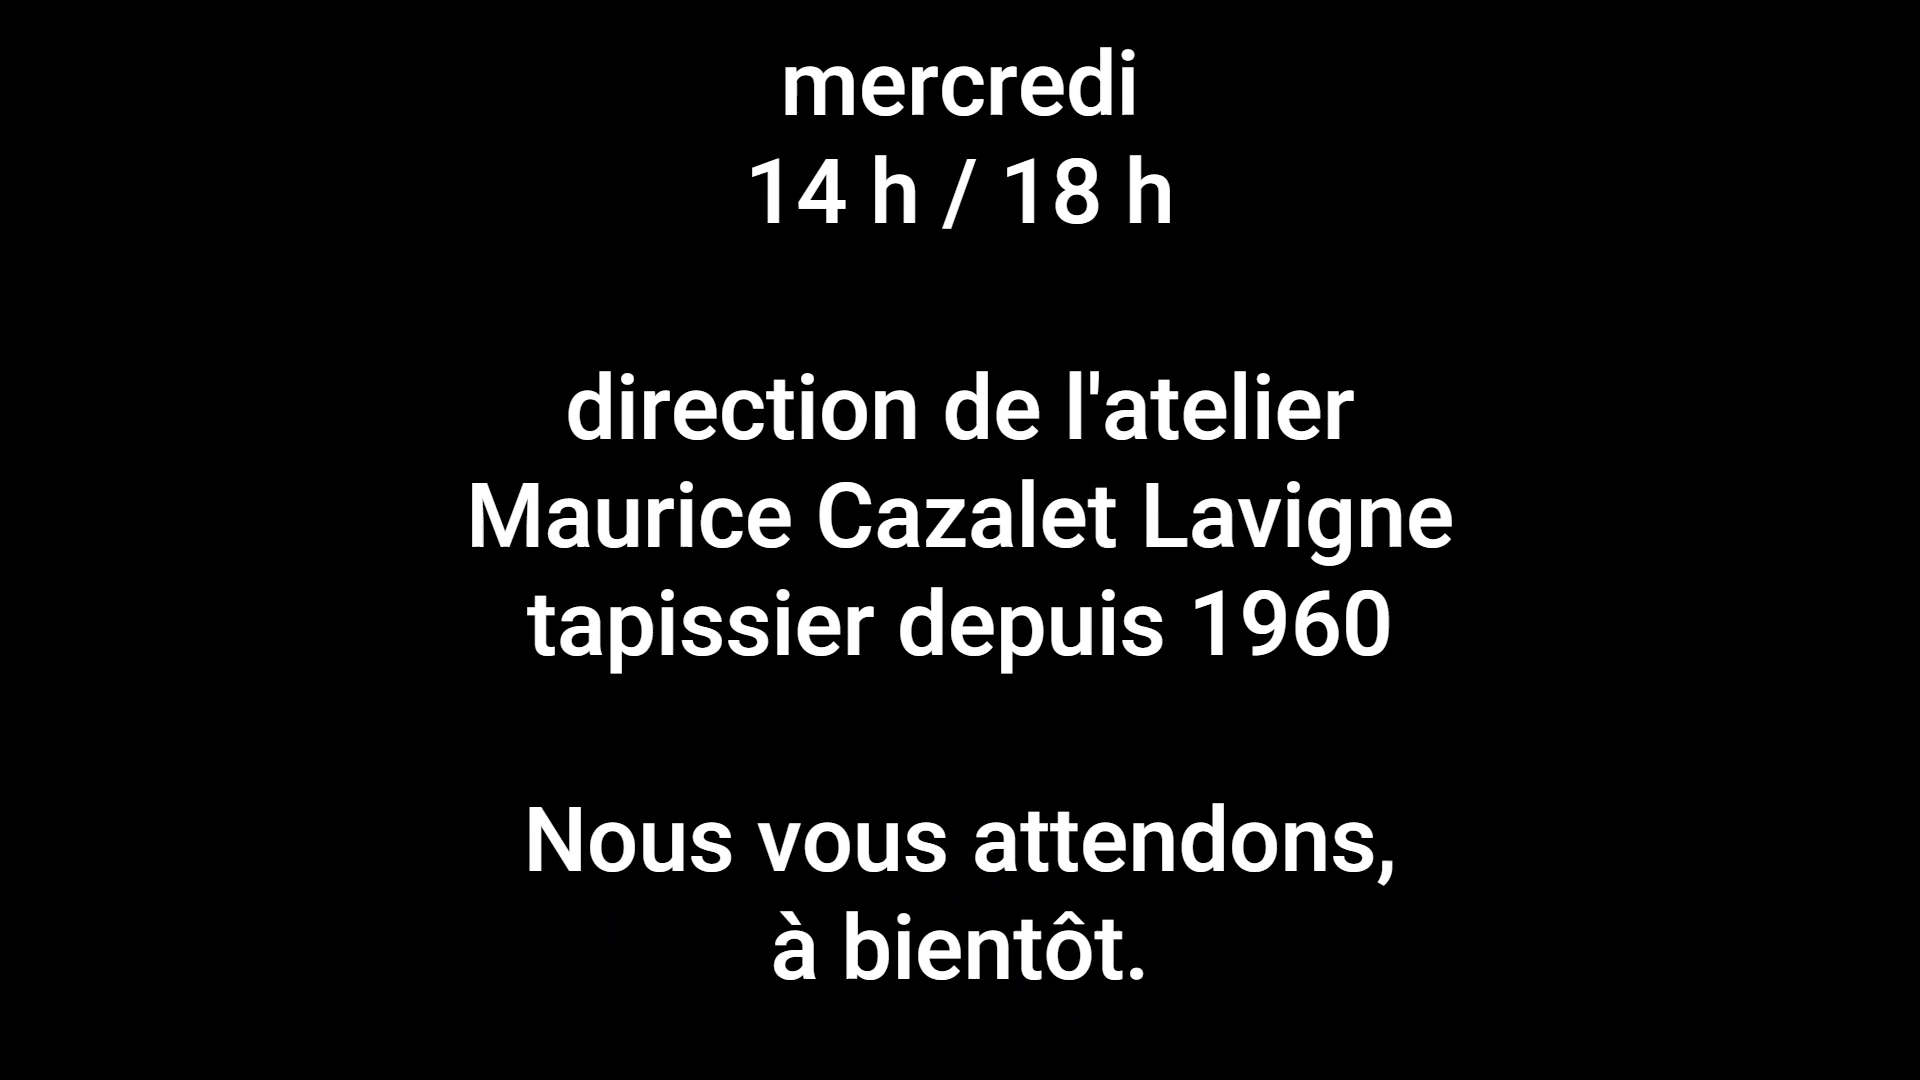 mercredi
14 h / 18 h
direction de l'atelier
Maurice Cazalet Lavigne
tapissier depuis 1960
Nous vous attendons,
à bientôt.